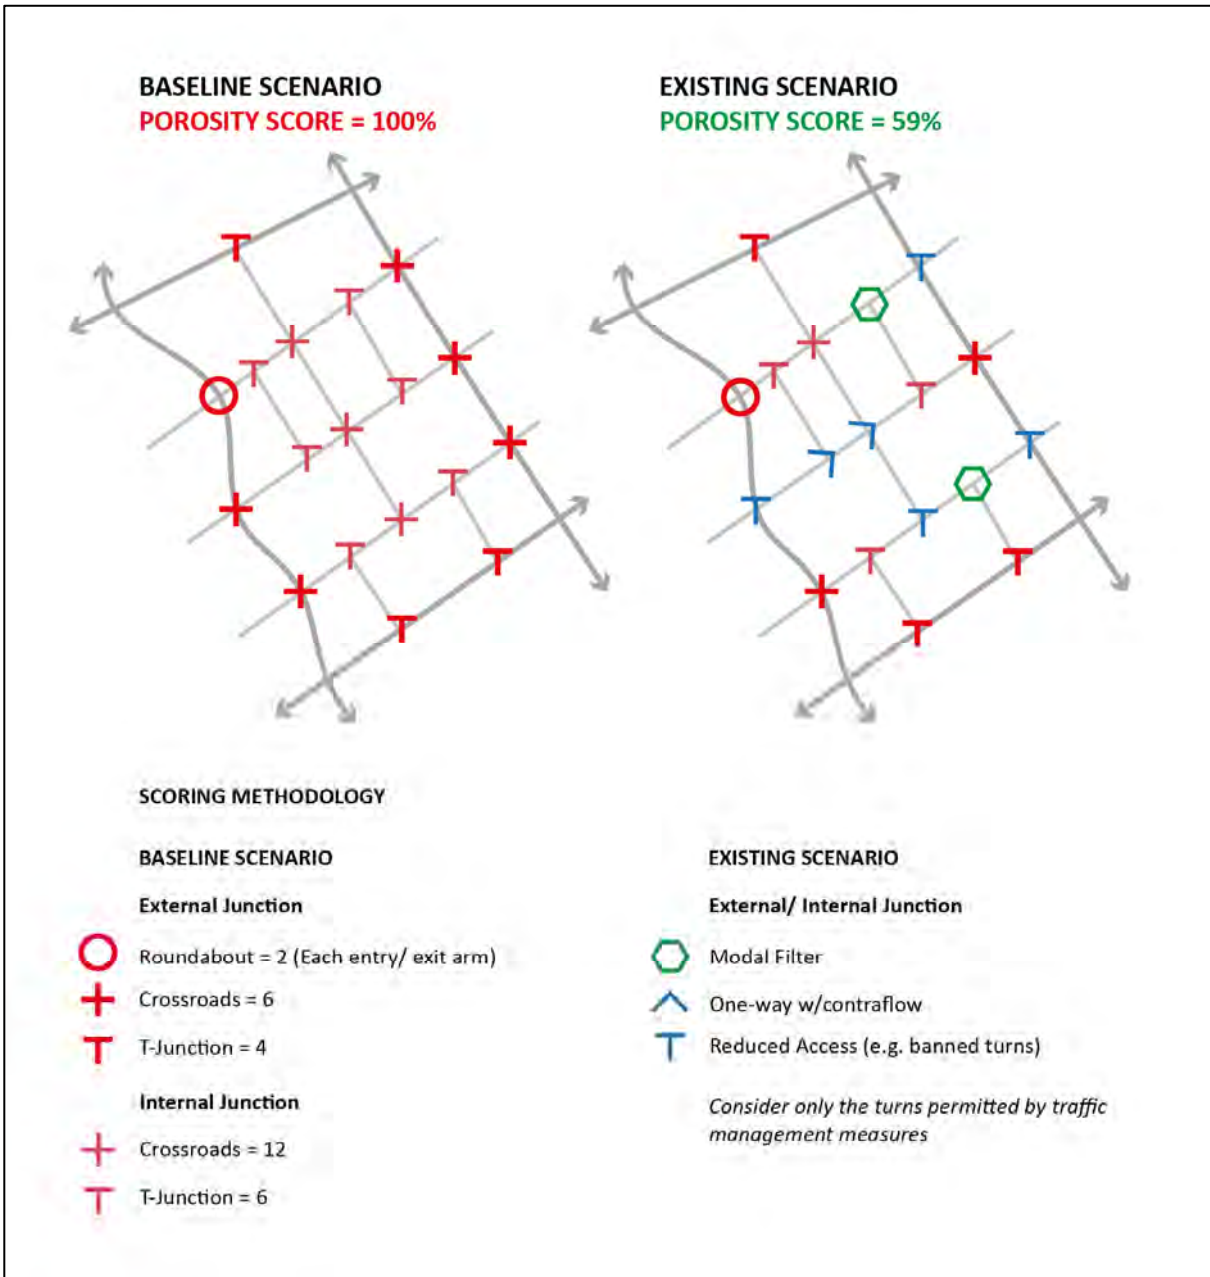 BASELINE SCENARIO
POROSITY SCORE = 100%
EXISTING SCENARIO
POROSITY SCORE = 59%
SCORING METHODOLOGY
BASELINE SCENARIO
External Junction
Roundabout = 2 (Each entry/ exit arm)
Crossroads = 6
T-Junction = 4
Internal Junction
Crossroads = 12
T-Junction = 6
EXISTING SCENARIO
External/ Internal Junction
Modal Filter
One-way w/contraflow
Reduced Access (e.g. banned turns)
Consider only the turns permitted by traffic
management measures